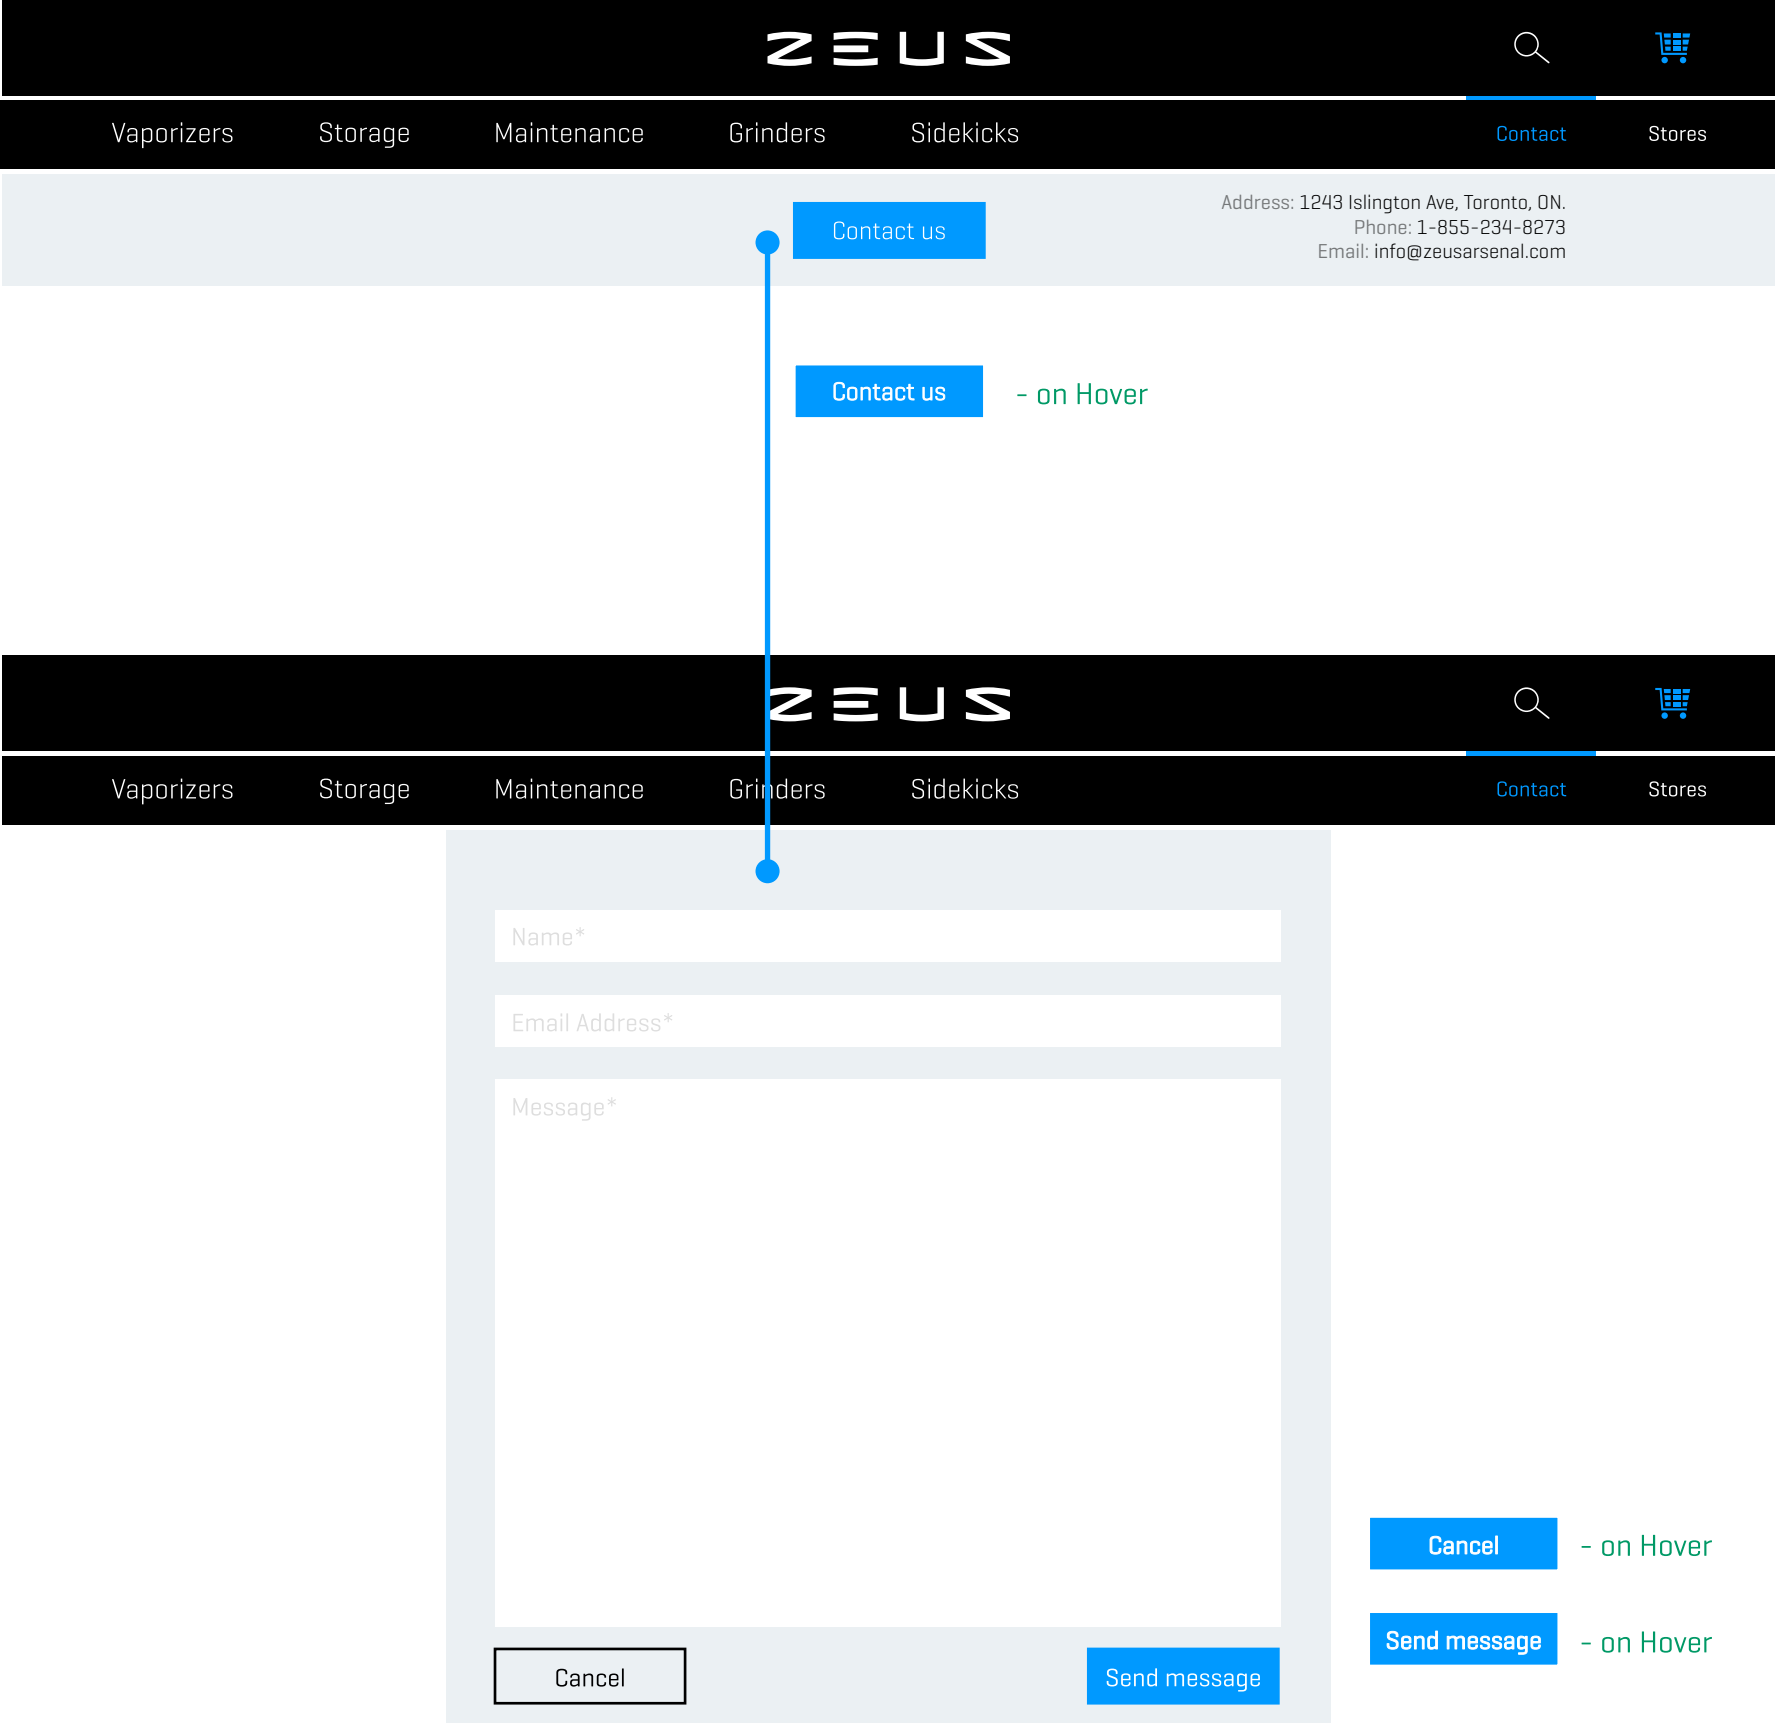 ZEUS
Vaporizers Storage Maintenance Grinders Sidekicks Contact Stores
Contact us
Address: 1243 Islington Ave, Toronto, ON.
Phone: 1-855-234-8273
Email: info@zeusarsenal.com
Contact us - on Hover
ZEUS
Vaporizers Storage Maintenance Grinders Sidekicks Contact Stores
Name*
Email Address*
Message*
Cancel - on Hover
Send message - on Hover
Cancel Send message